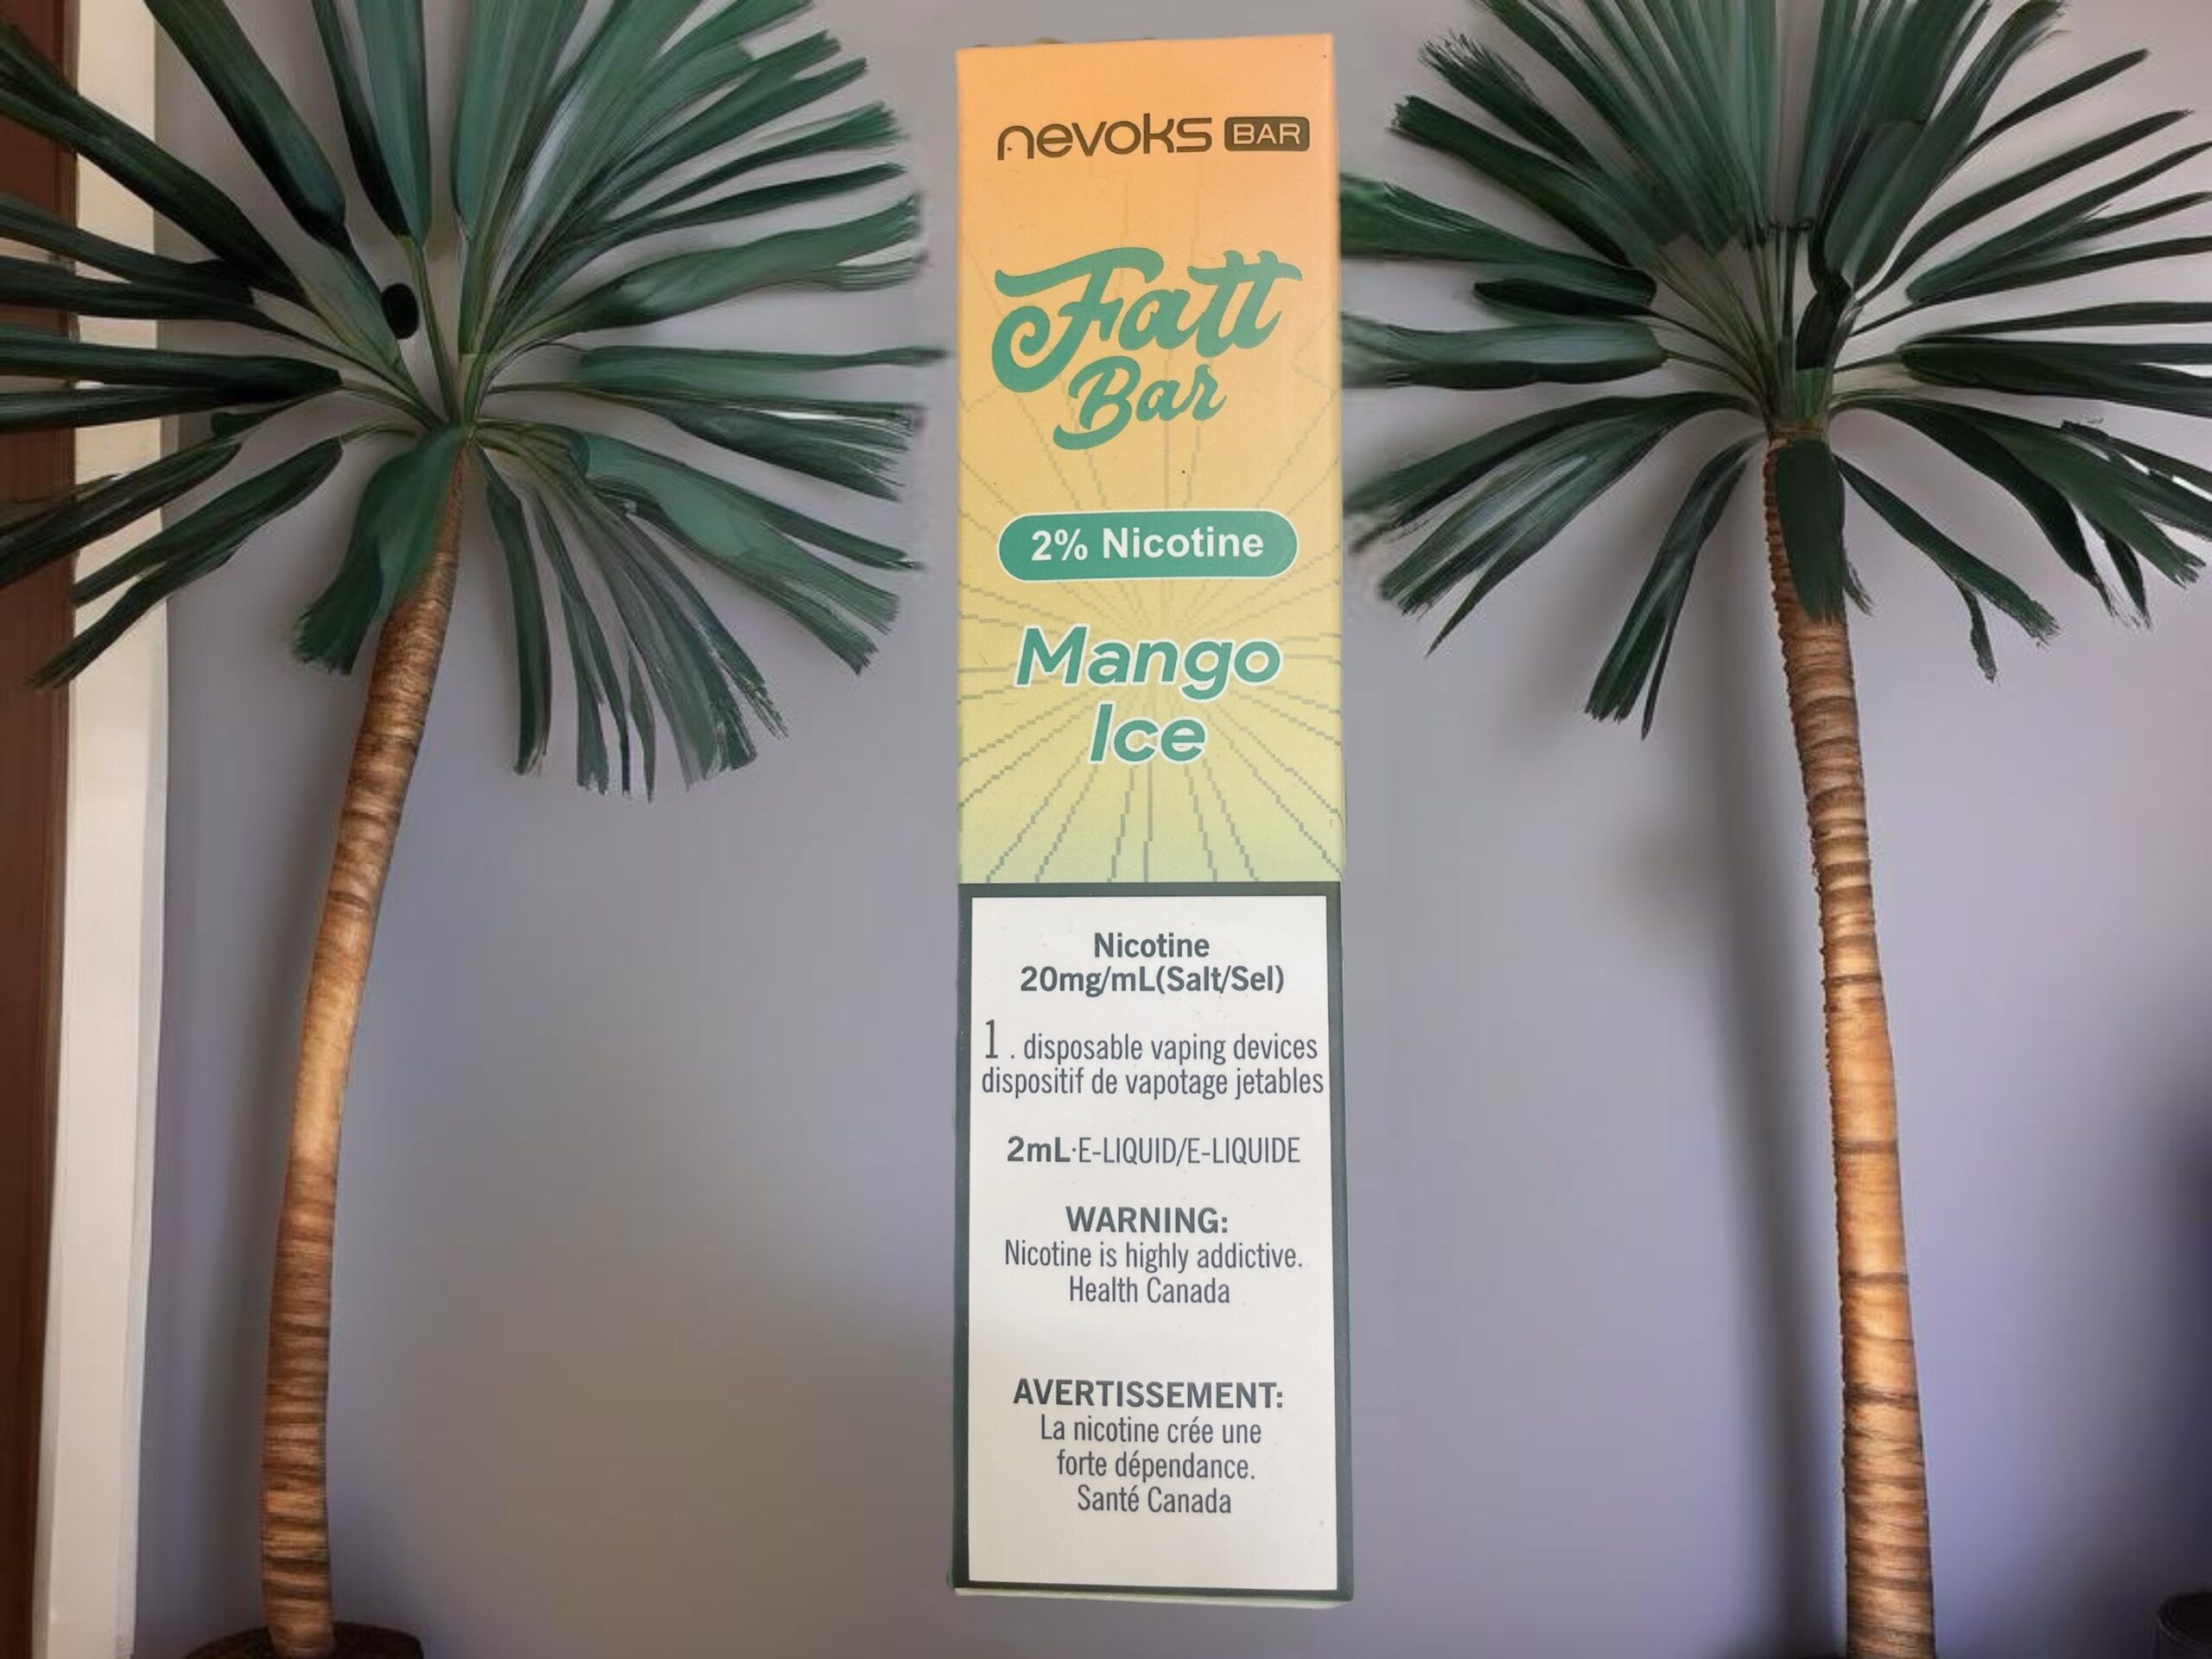 nevoks BAR
Fatt
Bar
2% Nicotine
Mango
Ice
Nicotine
20mg/mL(Salt/Sel)
1 . disposable vaping devices
dispositif de vapotage jetables
2mL·E-LIQUID/E-LIQUIDE
WARNING:
Nicotine is highly addictive.
Health Canada
AVERTISSEMENT:
La nicotine crée une
forte dépendance.
Santé Canada